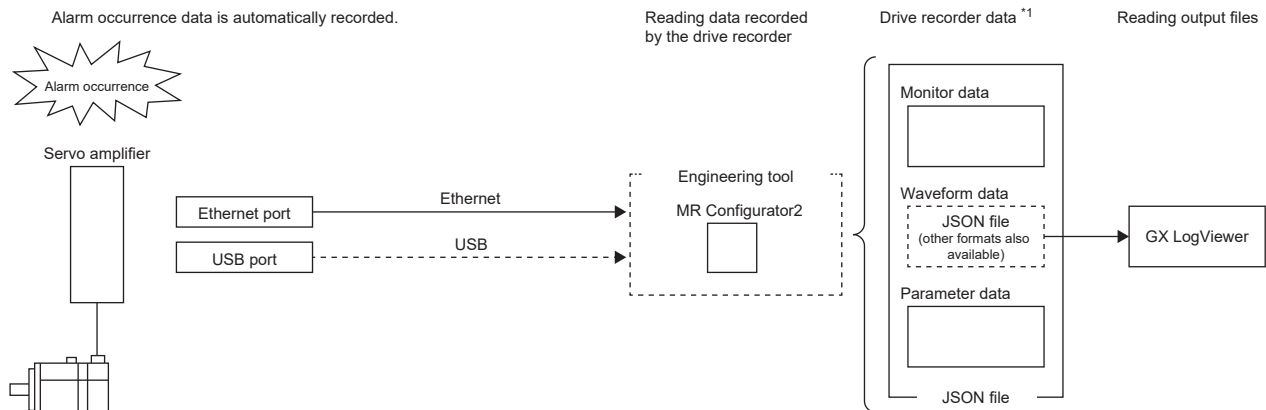 Alarm occurrence data is automatically recorded.
Reading data recorded
by the drive recorder
Drive recorder data *1
Reading output files
Alarm occurrence
Servo amplifier
Ethernet port
USB port
Ethernet
USB
Engineering tool
MR Configurator2
Monitor data
Waveform data
JSON file
(other formats also
available)
Parameter data
JSON file
GX LogViewer